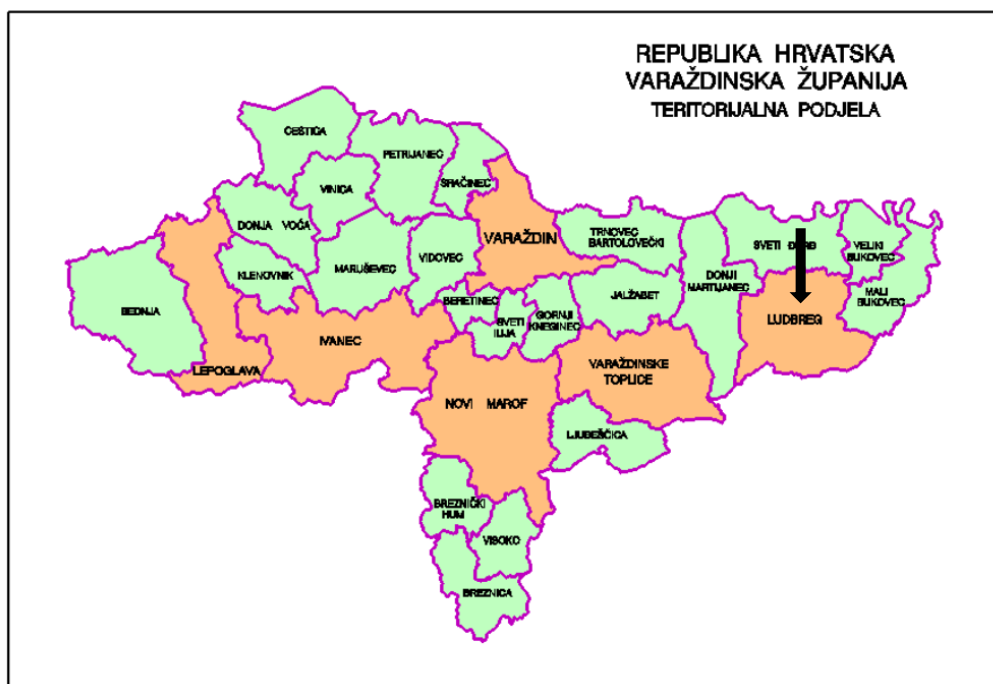 REPUBLIKA HRVATSKA
VARAŽDINSKA ŽUPANIJA
TERITORIJALNA PODJELA
CEŠTICA
PETRIJANEC
SRAČINEC
VINICA
DONJA VOĆA
VARAŽDIN
TRNOVEC
BARTOLOVEČKI
SVETI
VELIKI
BUKOVEC
KLENOVNIK
MARUŠEVEC
VIDOVEC
DONJI
MARTIJANEC
MALI
BUKOVEC
BEDNJA
BERETINEC
SVETI
ILIJA
GORNJI
KNEGINEC
JALŽABET
LUDBREG
IVANEC
LEPOGLAVA
VARAŽDINSKE
TOPLICE
NOVI MAROF
LJUBEŠĆICA
BREZNIČKI
HUM
VISOKO
BREZNICA